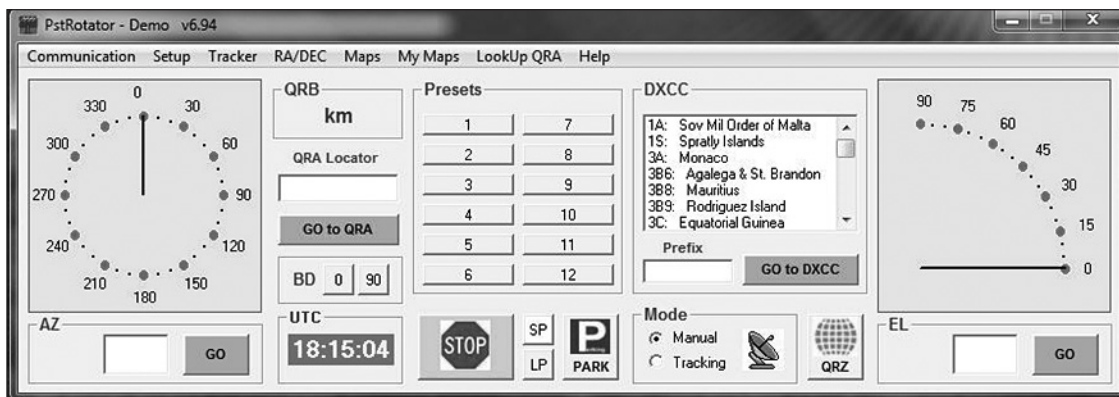 PstRotator - Demo v6.94
Communication Setup Tracker RA/DEC Maps My Maps LookUp QRA Help
0
30
60
90
120
150
180
210
240
270
300
330
AZ
GO
QRB
km
QRA Locator
GO to QRA
BD 0 90
UTC
18:15:04
Presets
1 7
2 8
3 9
4 10
5 11
6 12
STOP
SP
LP
P
PARK
DXCC
1A: Sov Mil Order of Malta
1S: Spratly Islands
3A: Monaco
3B6: Agalega & St. Brandon
3B8: Mauritius
3B9: Rodriguez Island
3C: Equatorial Guinea
Prefix
GO to DXCC
Mode
Manual
Tracking
QRZ
90
75
60
45
30
15
0
EL
GO